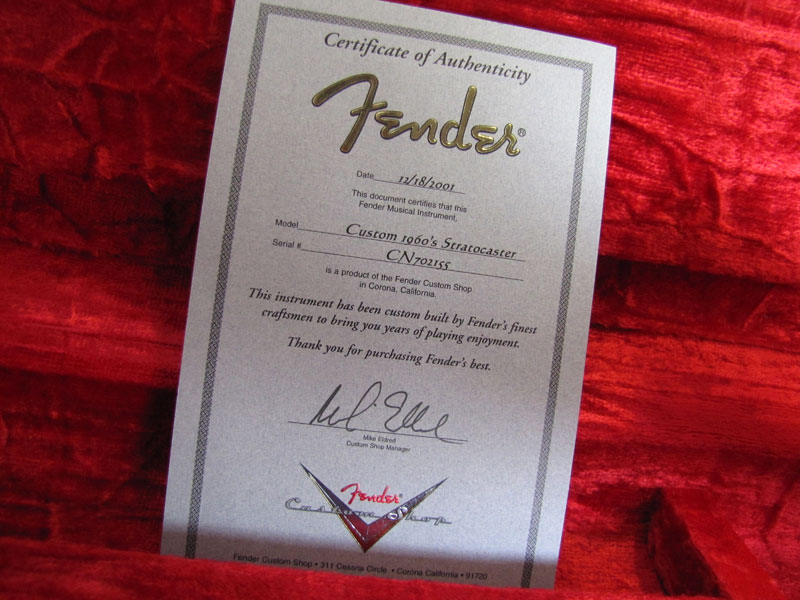 Certificate of Authenticity
Fender®
Date 12/18/2001
This document certifies that this
Fender Musical Instrument,
Model Custom 1960's Stratocaster
Serial # CN702155
is a product of the Fender Custom Shop
in Corona, California.
This instrument has been custom built by Fender's finest
craftsmen to bring you years of playing enjoyment.
Thank you for purchasing Fender's best.
Mike Eldred
Mike Eldred
Custom Shop Manager
Fender®
Custom Shop
Fender Custom Shop • 311 Cessna Circle • Corona California • 91720